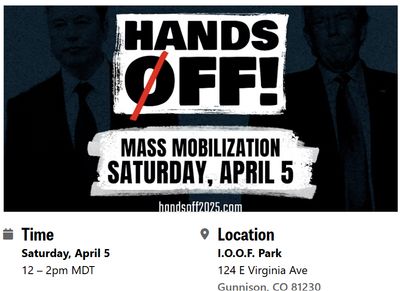 HANDS
OFF!
MASS MOBILIZATION
SATURDAY, APRIL 5
handsoff2025.com
Time
Saturday, April 5
12 – 2pm MDT
Location
I.O.O.F. Park
124 E Virginia Ave
Gunnison, CO 81230